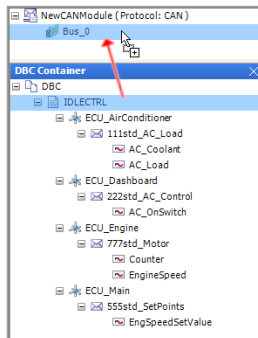 NewCANModule (Protocol: CAN )
Bus_0
DBC Container
DBC
IDLECTRL
ECU_AirConditioner
111std_AC_Load
AC_Coolant
AC_Load
ECU_Dashboard
222std_AC_Control
AC_OnSwitch
ECU_Engine
777std_Motor
Counter
EngineSpeed
ECU_Main
555std_SetPoints
EngSpeedSetValue